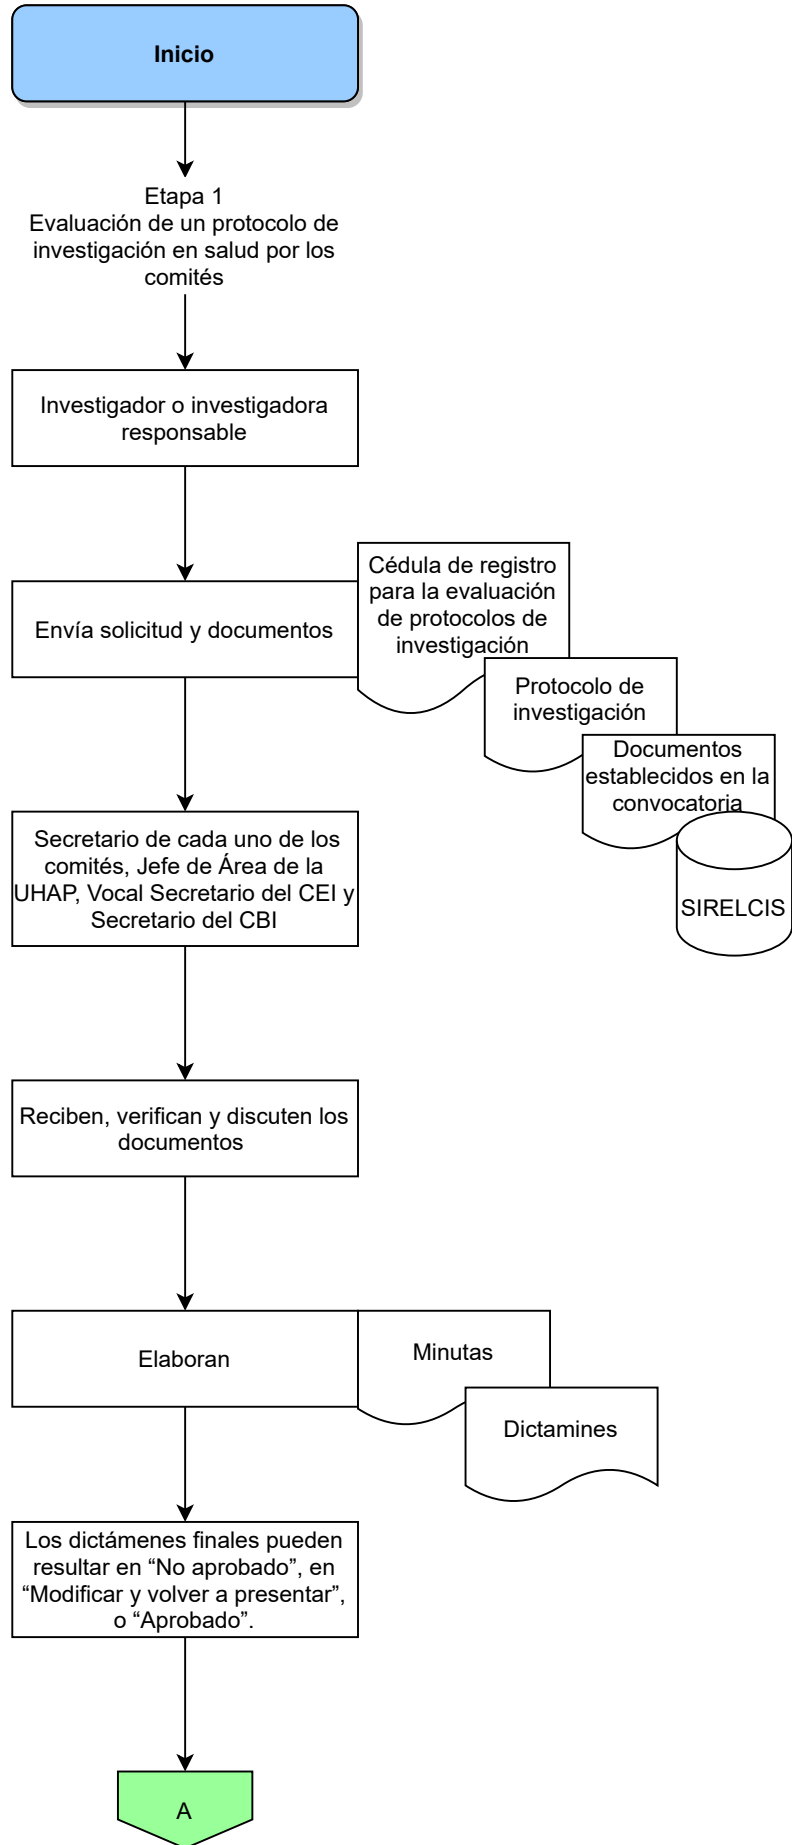 Inicio
Etapa 1
Evaluación de un protocolo de
investigación en salud por los
comités
Investigador o investigadora
responsable
Envía solicitud y documentos
Cédula de registro
para la evaluación
de protocolos de
investigación
Protocolo de
investigación
Documentos
establecidos en la
convocatoria
SIRELCIS
Secretario de cada uno de los
comités, Jefe de Área de la
UHAP, Vocal Secretario del CEI y
Secretario del CBI
Reciben, verifican y discuten los
documentos
Elaboran
Minutas
Dictamines
Los dictámenes finales pueden
resultar en “No aprobado”, en
“Modificar y volver a presentar”,
o “Aprobado”.
A